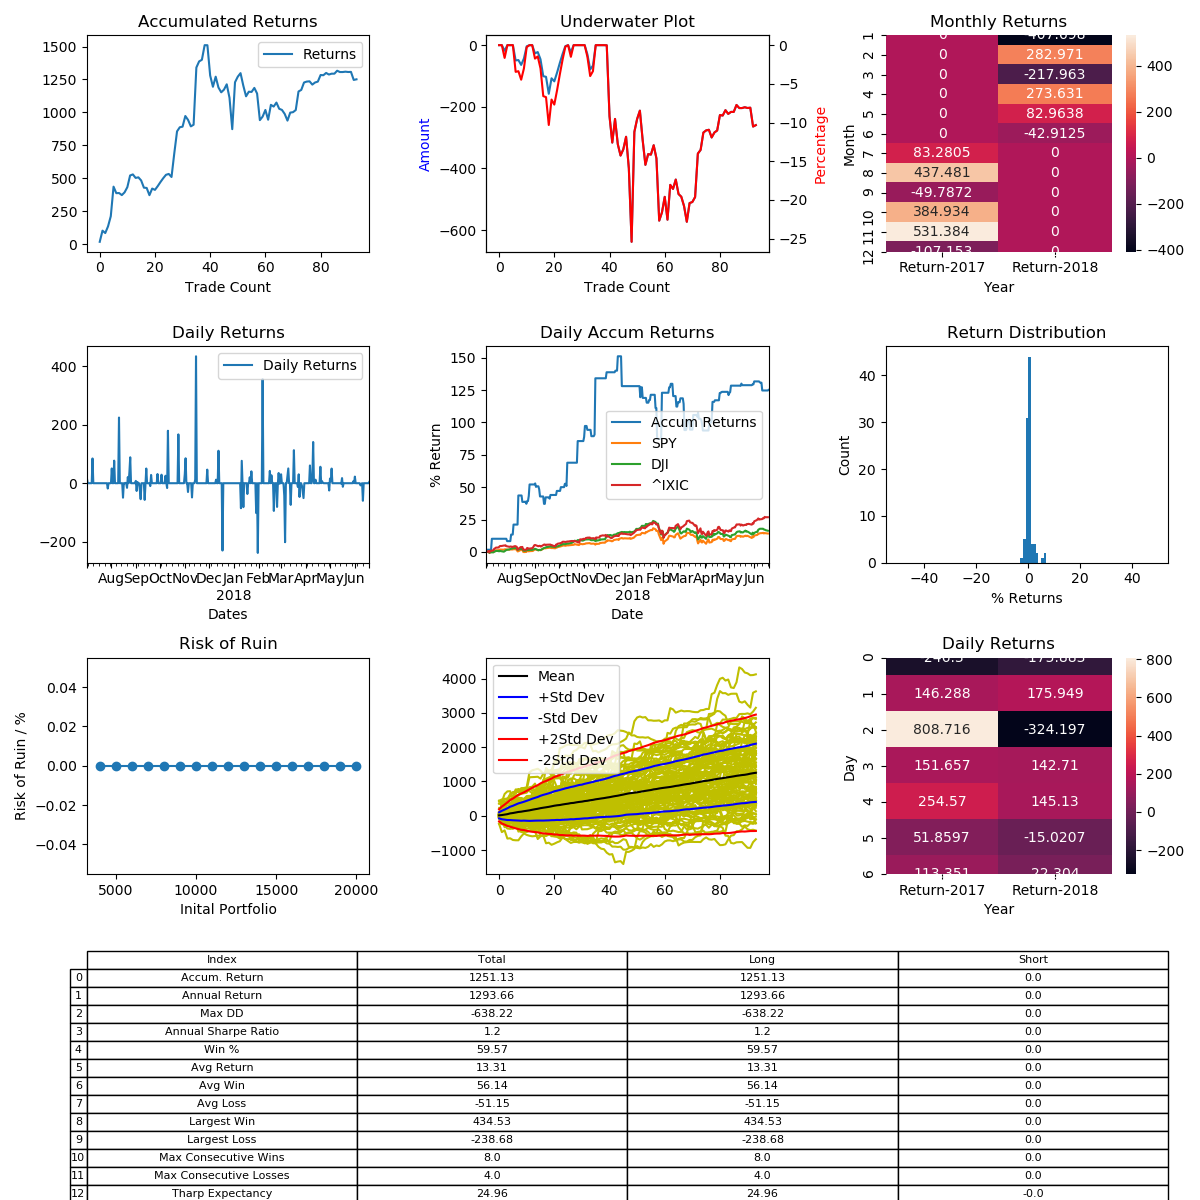 Accumulated Returns
1500
1250
1000
750
500
250
0
0 20 40 60 80
Trade Count
Returns
Underwater Plot
Amount
0
−200
−400
−600
0 20 40 60 80
Trade Count
0
−5
−10
−15
−20
−25
Percentage
Monthly Returns
Month
1 0
2 0 282.971
3 0 -217.963
4 0 273.631
5 0 82.9638
6 0 -42.9125
7 83.2805 0
8 437.481 0
9 -49.7872 0
10 384.934 0
11 531.384 0
12 -107.153 0
Return-2017 Return-2018
Year
400
200
0
−200
−400
Daily Returns
400
200
0
−200
Daily Returns
Aug Sep Oct Nov Dec Jan Feb Mar Apr May Jun
2018
Dates
Daily Accum Returns
% Return
150
125
100
75
50
25
0
Accum Returns
SPY
DJI
^IXIC
Aug Sep Oct Nov Dec Jan Feb Mar Apr May Jun
2018
Date
Return Distribution
Count
40
30
20
10
0
−40 −20 0 20 40
% Returns
Risk of Ruin
Risk of Ruin / %
0.04
0.02
0.00
−0.02
−0.04
5000 10000 15000 20000
Inital Portfolio
4000
3000
2000
1000
0
−1000
Mean
+Std Dev
-Std Dev
+2Std Dev
-2Std Dev
0 20 40 60 80
Daily Returns
Day
0
1 146.288 175.949
2 808.716 -324.197
3 151.657 142.71
4 254.57 145.13
5 51.8597 -15.0207
6 113.351 22.304
Return-2017 Return-2018
Year
800
600
400
200
0
−200
Index Total Long Short
0 Accum. Return 1251.13 1251.13 0.0
1 Annual Return 1293.66 1293.66 0.0
2 Max DD -638.22 -638.22 0.0
3 Annual Sharpe Ratio 1.2 1.2 0.0
4 Win % 59.57 59.57 0.0
5 Avg Return 13.31 13.31 0.0
6 Avg Win 56.14 56.14 0.0
7 Avg Loss -51.15 -51.15 0.0
8 Largest Win 434.53 434.53 0.0
9 Largest Loss -238.68 -238.68 0.0
10 Max Consecutive Wins 8.0 8.0 0.0
11 Max Consecutive Losses 4.0 4.0 0.0
12 Tharp Expectancy 24.96 24.96 -0.0